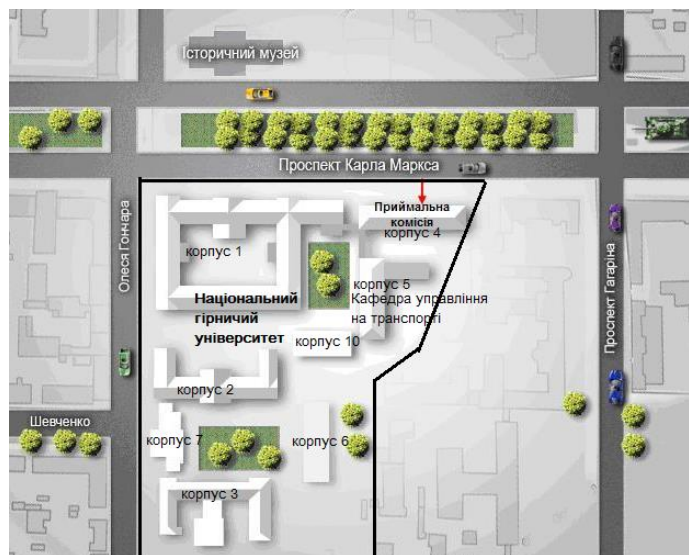 Історичний музей
Проспект Карла Маркса
Приймальна
комісія
корпус 4
Олеся Гончара
корпус 1
корпус 5
Національний
гірничий
університет
Кафедра управління
на транспорті
Проспект Гагаріна
корпус 10
корпус 2
Шевченко
корпус 7
корпус 6
корпус 3